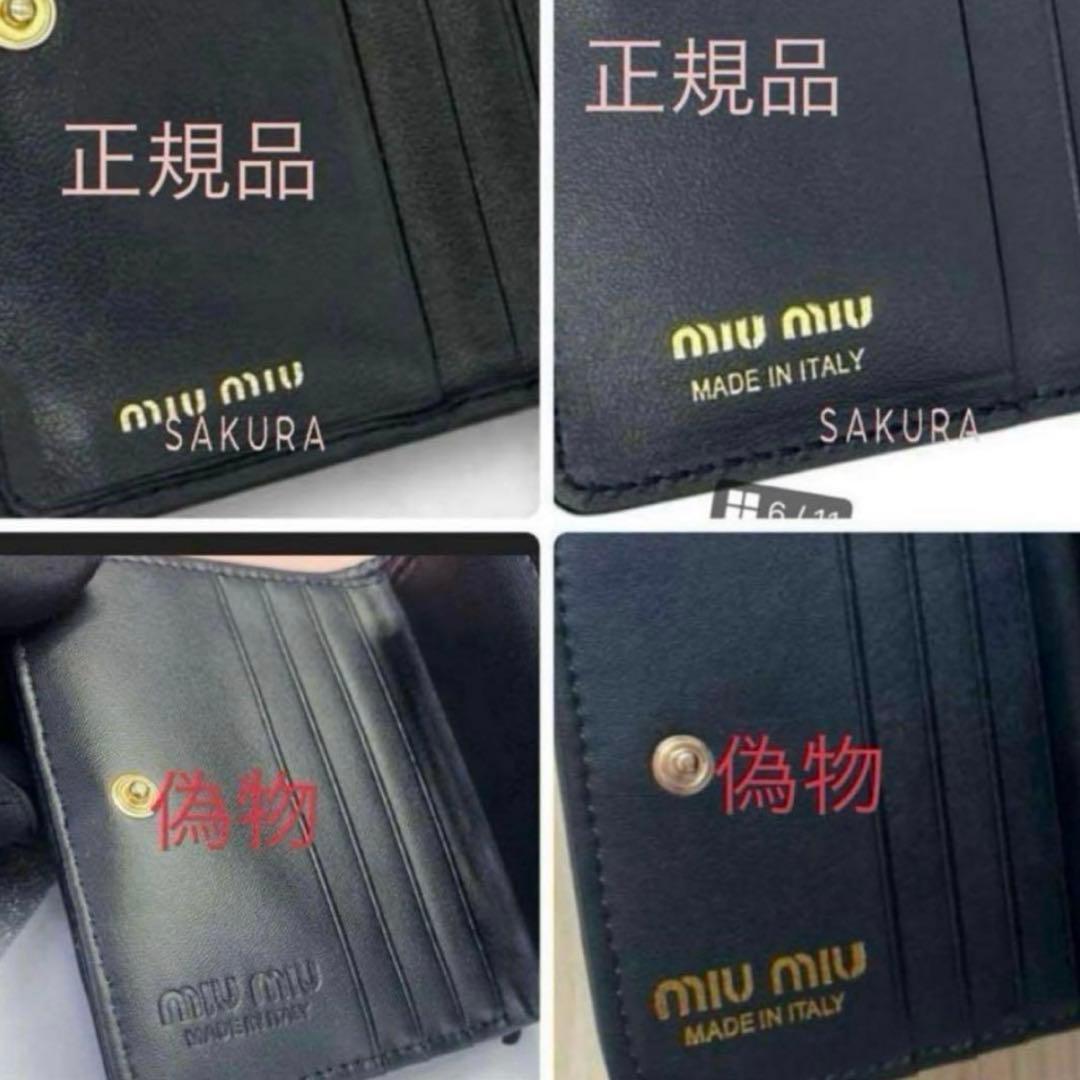 正規品
miu miu
SAKURA
正規品
miu miu
MADE IN ITALY
SAKURA
6 / 11
偽物
MIU MIU
MADE IN ITALY
偽物
MIU MIU
MADE IN ITALY